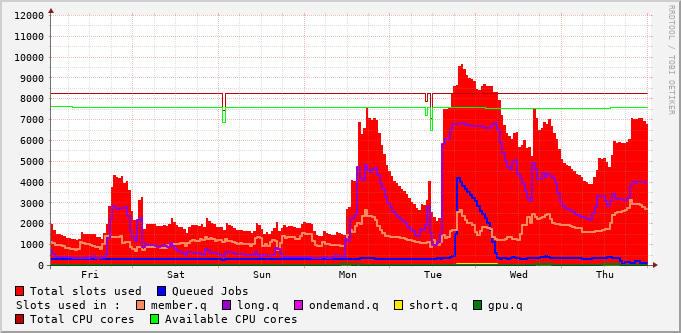 RRDTOOL / TOBI OETIKER
12000
11000
10000
9000
8000
7000
6000
5000
4000
3000
2000
1000
0
Fri Sat Sun Mon Tue Wed Thu
Total slots used Queued Jobs
Slots used in : member.q long.q ondemand.q short.q gpu.q
Total CPU cores Available CPU cores